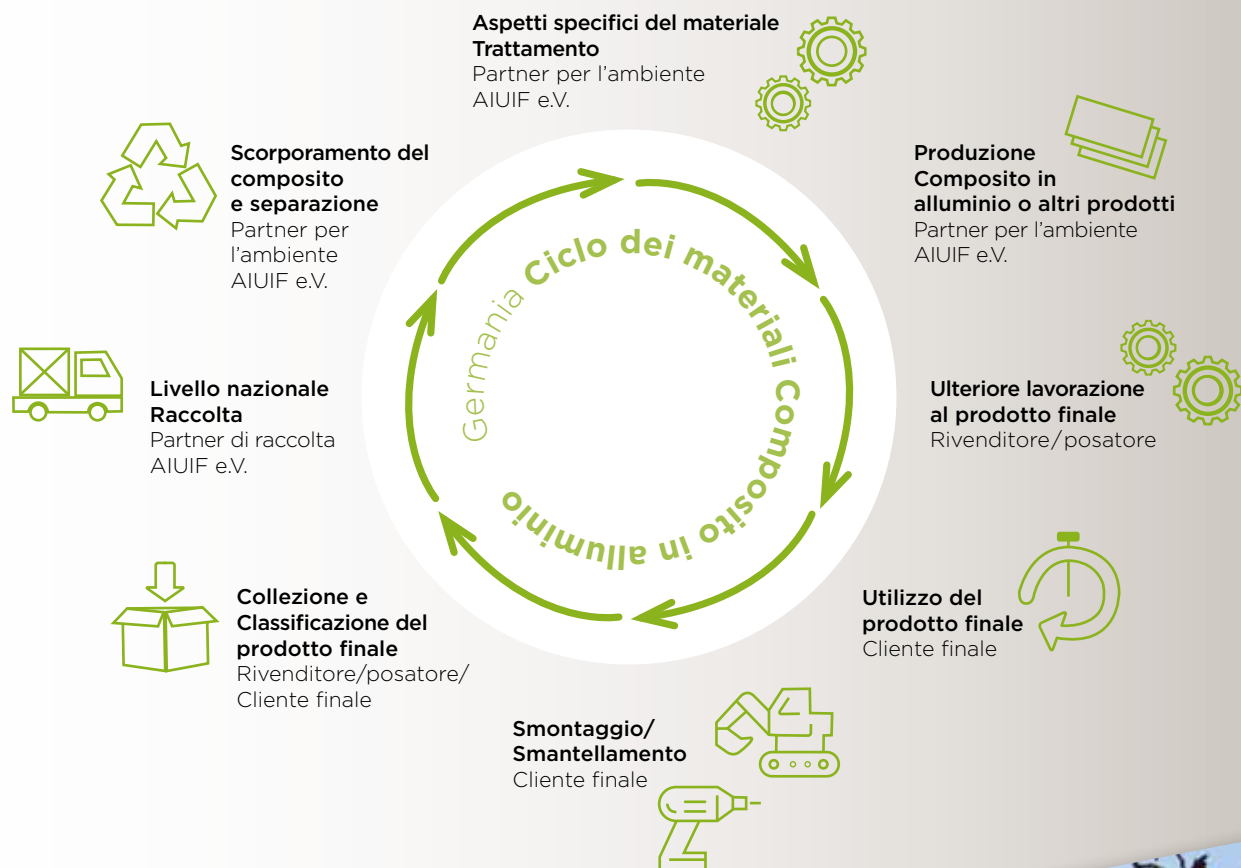 Aspetti specifici del materiale
Trattamento
Partner per l'ambiente
AIUIF e.V.
Produzione
Composito in
alluminio o altri prodotti
Partner per l'ambiente
AIUIF e.V.
Ulteriore lavorazione
al prodotto finale
Rivenditore/posatore
Utilizzo del
prodotto finale
Cliente finale
Smontaggio/
Smantellamento
Cliente finale
Collezione e
Classificazione del
prodotto finale
Rivenditore/posatore/
Cliente finale
Livello nazionale
Raccolta
Partner di raccolta
AIUIF e.V.
Scorporamento del
composito
e separazione
Partner per
l'ambiente
AIUIF e.V.
Germania Ciclo dei materiali Composito in alluminio